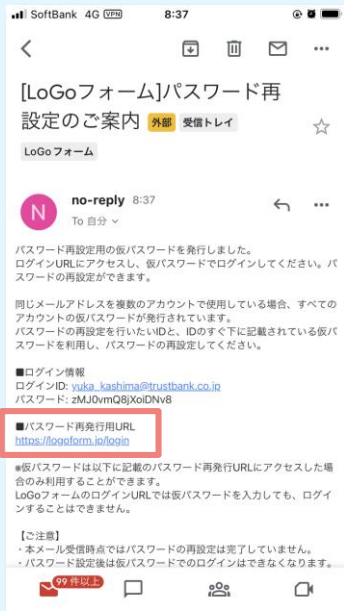 SoftBank 4G VPN 8:37
[LoGoフォーム]パスワード再
設定のご案内 外部 受信トレイ
LoGo フォーム
N
no-reply 8:37
To 自分
パスワード再設定用の仮パスワードを発行しました。
ログインURLにアクセスし、仮パスワードでログインしてください。パ
スワードの再設定ができます。
同じメールアドレスを複数のアカウントで使用している場合、すべての
アカウントの仮パスワードが発行されています。
パスワードの再設定を行いたいIDと、IDのすぐ下に記載されている仮パ
スワードを利用し、パスワードの再設定してください。
■ログイン情報
ログインID: yuka_kashima@trustbank.co.jp
パスワード: zMJ0vmQ8jXoiDNv8
■パスワード再発行用URL
https://logoform.jp/login
※仮パスワードは以下に記載のパスワード再発行URLにアクセスした場
合のみ利用することができます。
LoGoフォームのログインURLでは仮パスワードを入力しても、ログイ
ンすることはできません。
【ご注意】
・本メール受信時点ではパスワードの再設定は完了していません。
・パスワード設定後は仮パスワードでのログインはできなくなります。
99 件以上